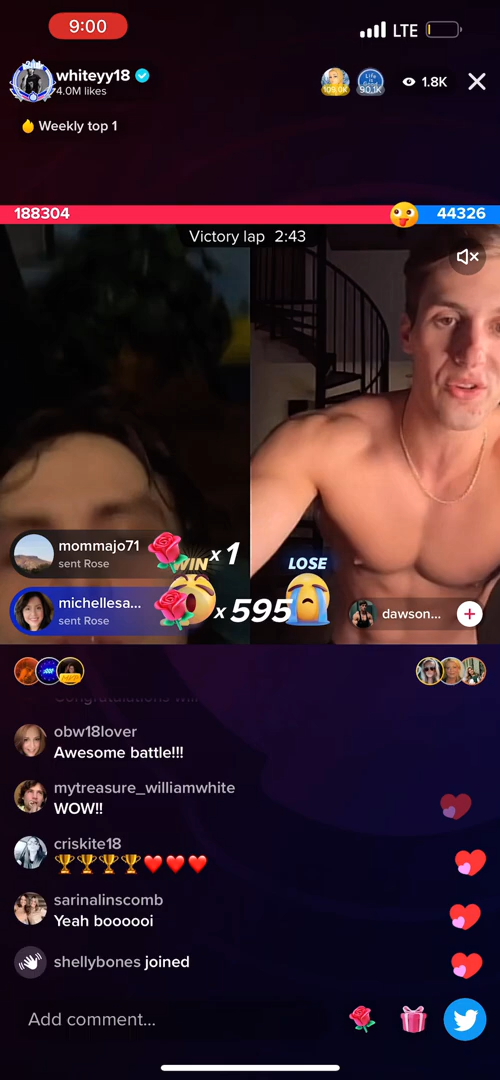 9:00
LTE
whiteyy18
4.0M likes
109.0K
90.1K
1.8K
Weekly top 1
188304
44326
Victory lap 2:43
mommajo71
sent Rose
x 1
WIN
LOSE
michellesa...
sent Rose
x 595
dawson...
obw18lover
Awesome battle!!!
mytreasure_williamwhite
WOW!!
criskite18
🏆🏆🏆🏆❤️❤️❤️
sarinalinscomb
Yeah boooooi
shellybones joined
Add comment...